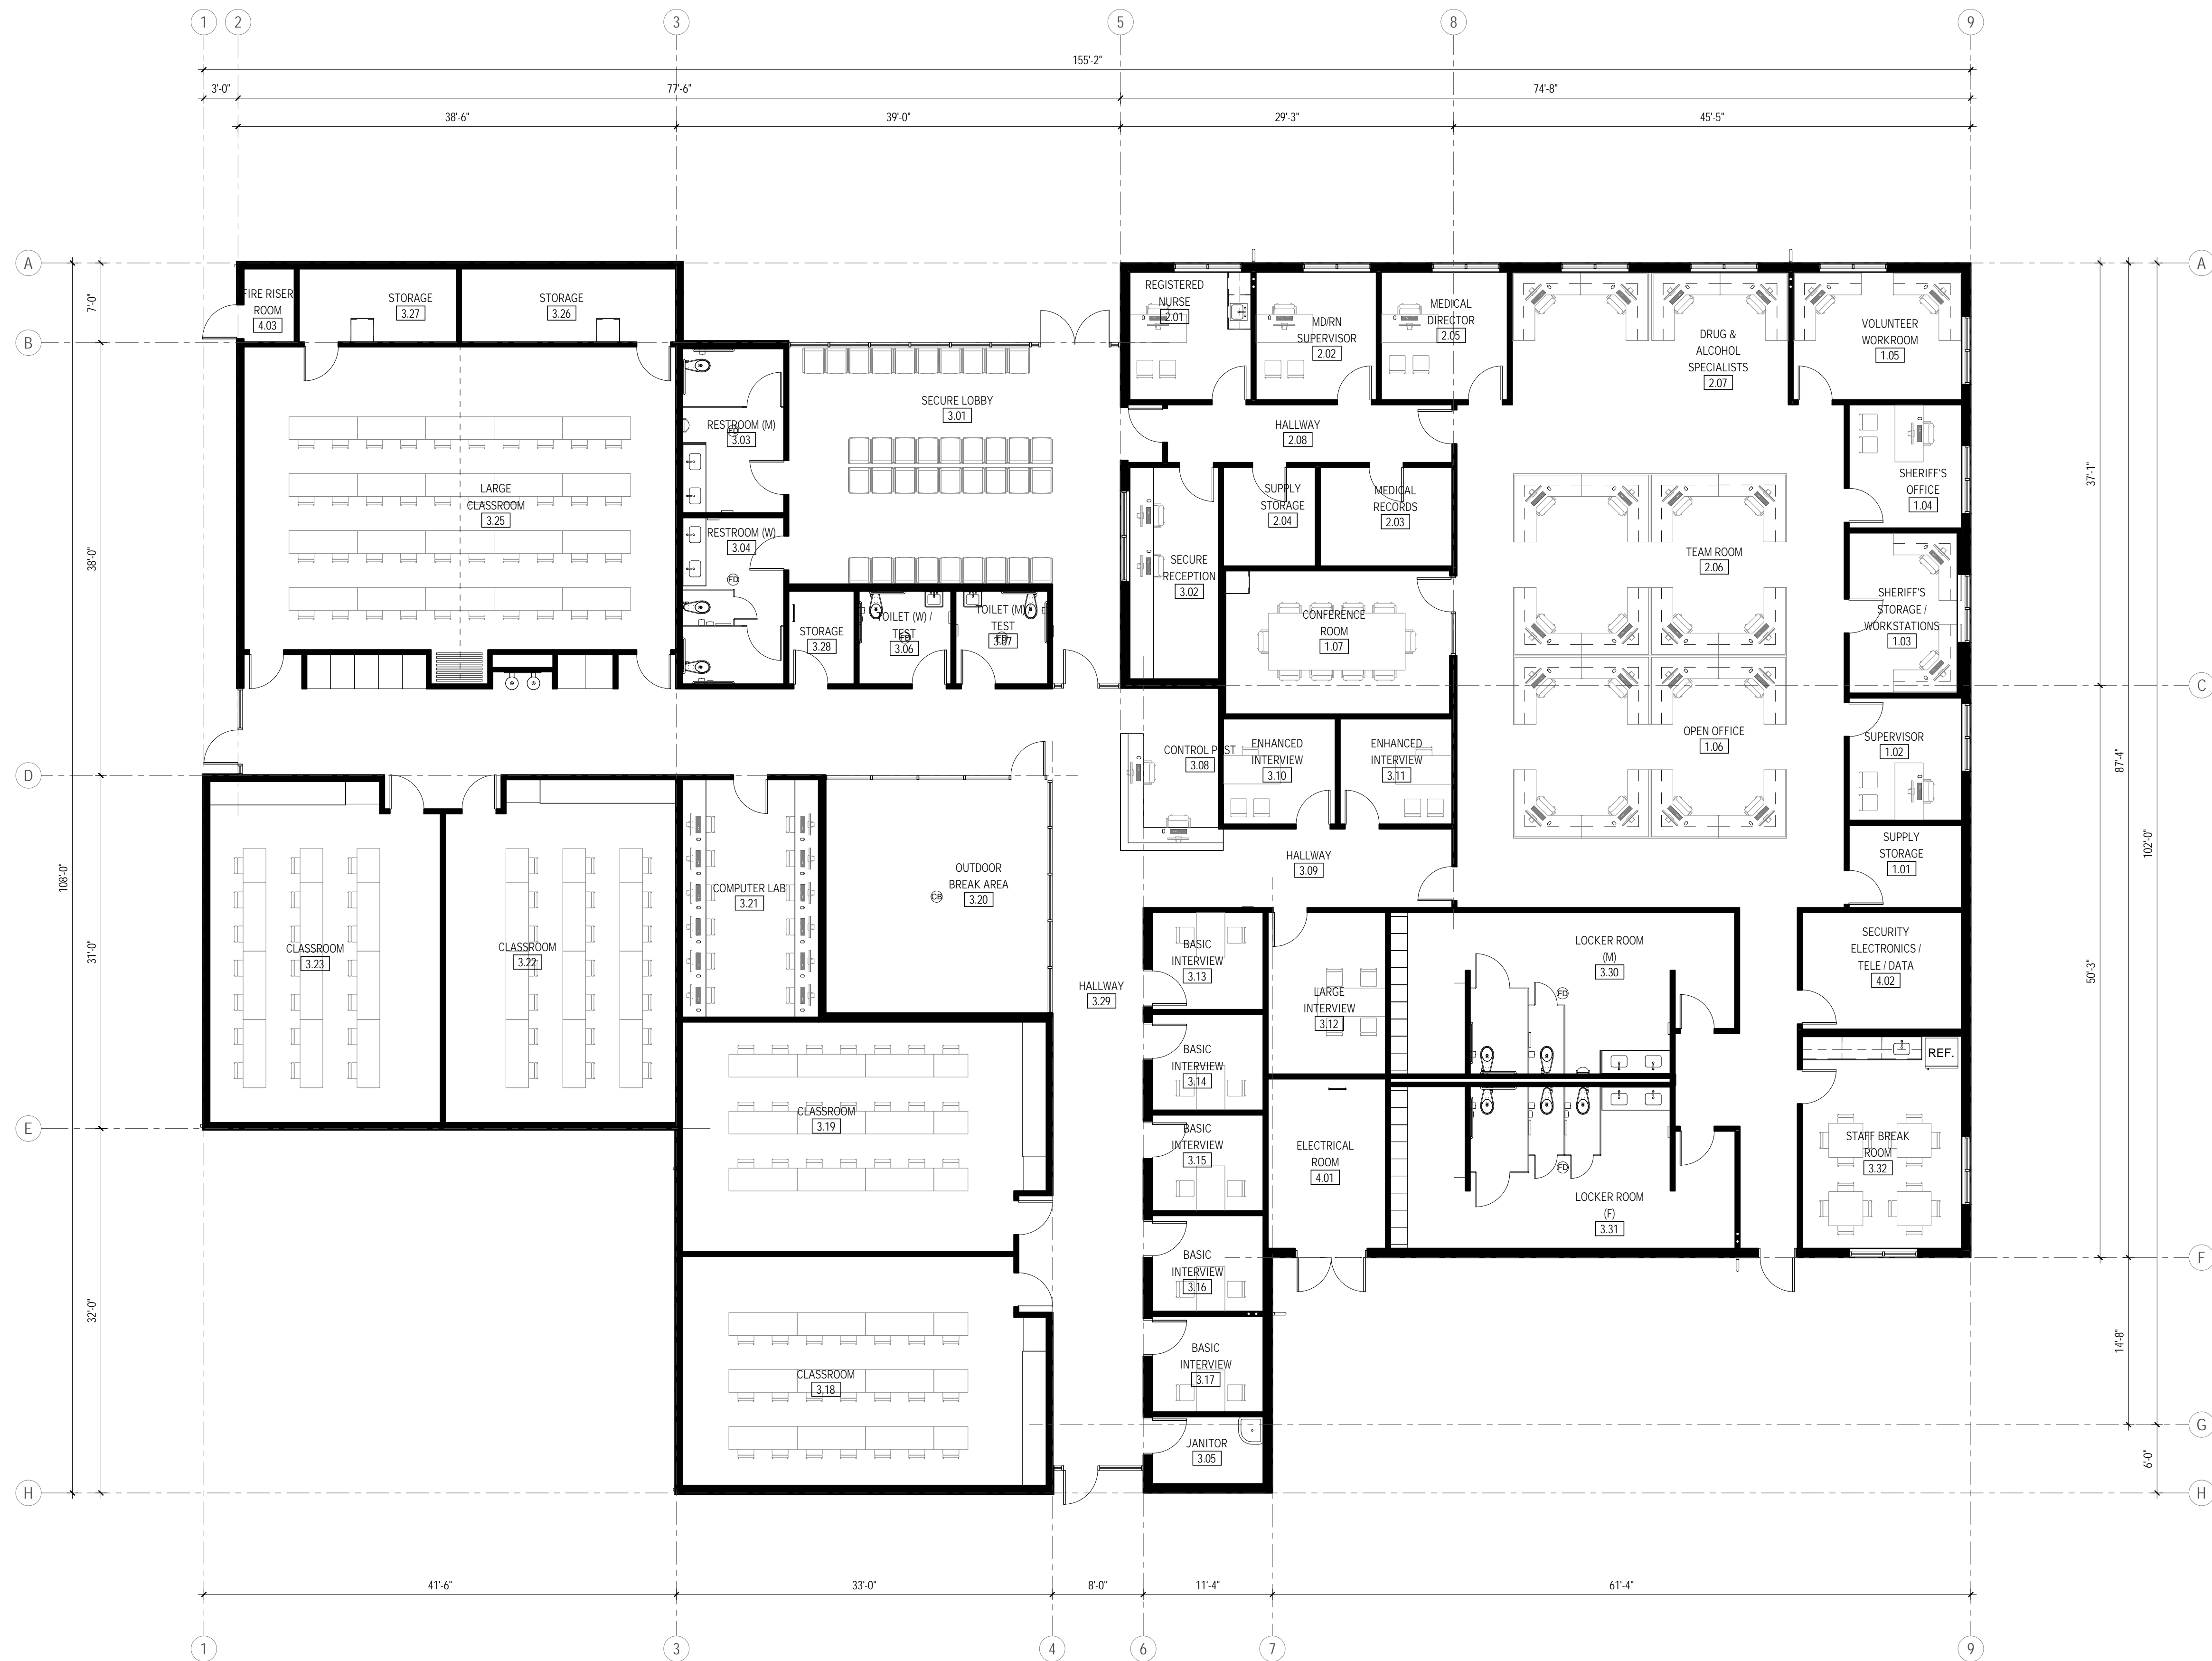 1 2 3 5 8 9
155'-2"
3'-0" 77'-6" 74'-8"
38'-6" 39'-0" 29'-3" 45'-5"
A A
7'-0"
B
38'-0"
D
108'-0"
31'-0"
E
32'-0"
H
37'-1"
C
87'-4"
102'-0"
50'-3"
F
14'-8"
G
6'-0"
H
FIRE RISER
ROOM
4.03
STORAGE
3.27
STORAGE
3.26
LARGE
CLASSROOM
3.25
RESTROOM (M)
FD
3.03
RESTROOM (W)
3.04
FD
SECURE LOBBY
3.01
STORAGE
3.28
TOILET (W) /
TEST
FD
3.06
TOILET (M) /
TEST
FD
3.07
REGISTERED
NURSE
2.01
MD/RN
SUPERVISOR
2.02
MEDICAL
DIRECTOR
2.05
DRUG &
ALCOHOL
SPECIALISTS
2.07
VOLUNTEER
WORKROOM
1.05
HALLWAY
2.08
SUPPLY
STORAGE
2.04
MEDICAL
RECORDS
2.03
SECURE
RECEPTION
3.02
CONFERENCE
ROOM
1.07
TEAM ROOM
2.06
SHERIFF'S
OFFICE
1.04
SHERIFF'S
STORAGE /
WORKSTATIONS
1.03
OPEN OFFICE
1.06
SUPERVISOR
1.02
SUPPLY
STORAGE
1.01
CONTROL POST
3.08
ENHANCED
INTERVIEW
3.10
ENHANCED
INTERVIEW
3.11
HALLWAY
3.09
CLASSROOM
3.23
CLASSROOM
3.22
COMPUTER LAB
3.21
OUTDOOR
BREAK AREA
CB
3.20
HALLWAY
3.29
BASIC
INTERVIEW
3.13
BASIC
INTERVIEW
3.14
BASIC
INTERVIEW
3.15
BASIC
INTERVIEW
3.16
BASIC
INTERVIEW
3.17
JANITOR
3.05
LARGE
INTERVIEW
3.12
ELECTRICAL
ROOM
4.01
LOCKER ROOM
(M)
3.30
FD
FD
LOCKER ROOM
(F)
3.31
SECURITY
ELECTRONICS /
TELE / DATA
4.02
REF.
STAFF BREAK
ROOM
3.32
CLASSROOM
3.19
CLASSROOM
3.18
41'-6" 33'-0" 8'-0" 11'-4" 61'-4"
1 3 4 6 7 9